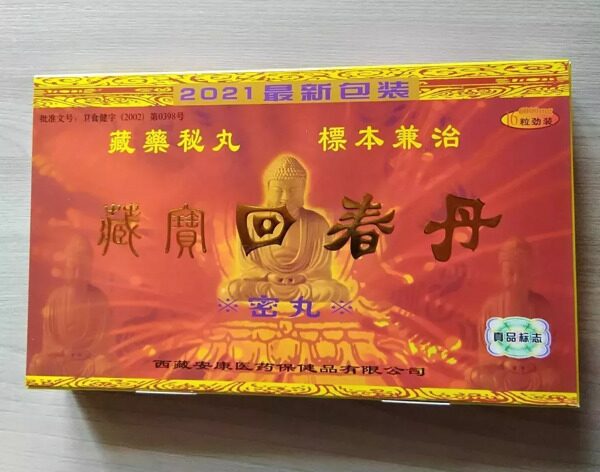 2021最新包装
批准文号：卫食健字（2002）第0398号
16粒劲装
藏藥秘丸 標本兼治
藏寶回春丹
※密丸※
真品标志
西藏安康医药保健品有限公司